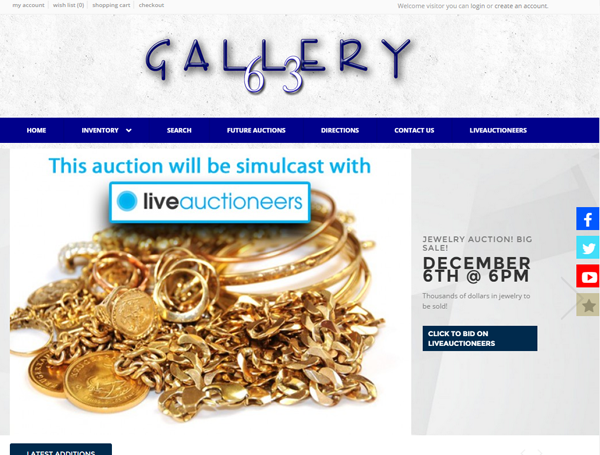 my account wish list (0) shopping cart checkout
Welcome visitor you can login or create an account.
GALLERY
63
HOME INVENTORY SEARCH FUTURE AUCTIONS DIRECTIONS CONTACT US LIVEAUCTIONEERS
This auction will be simulcast with
liveauctioneers
JEWELRY AUCTION! BIG
SALE!
DECEMBER
6TH @ 6PM
Thousands of dollars in jewelry to
be sold!
CLICK TO BID ON
LIVEAUCTIONEERS
LATEST ADDITIONS